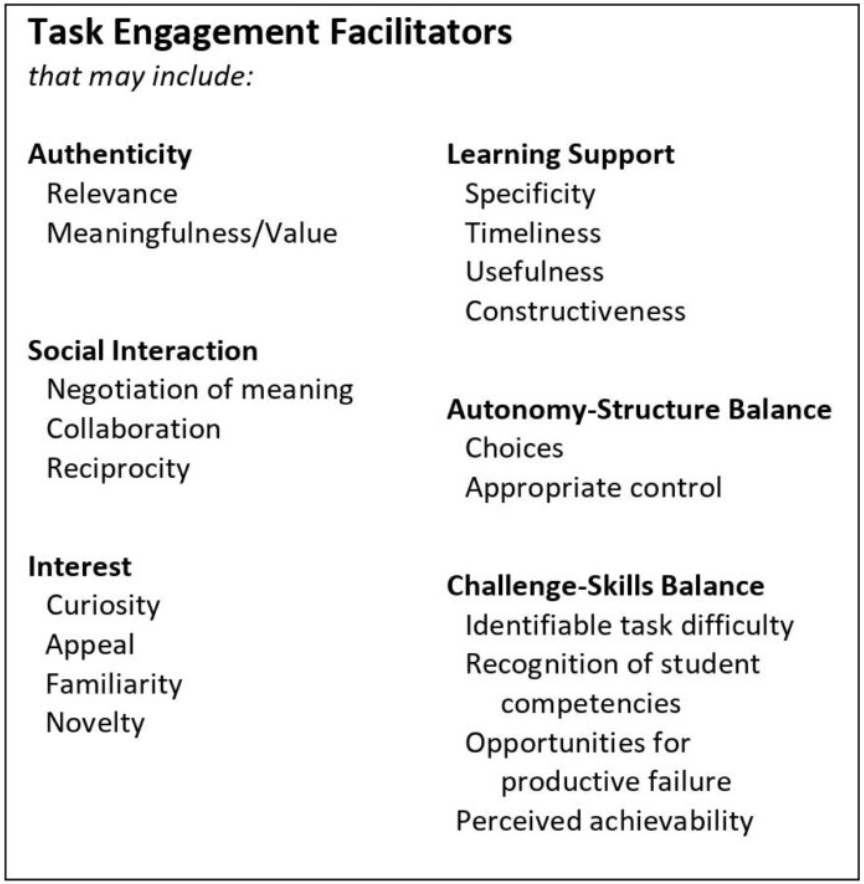 Task Engagement Facilitators
that may include:
Authenticity
Relevance
Meaningfulness/Value
Social Interaction
Negotiation of meaning
Collaboration
Reciprocity
Interest
Curiosity
Appeal
Familiarity
Novelty
Learning Support
Specificity
Timeliness
Usefulness
Constructiveness
Autonomy-Structure Balance
Choices
Appropriate control
Challenge-Skills Balance
Identifiable task difficulty
Recognition of student
competencies
Opportunities for
productive failure
Perceived achievability